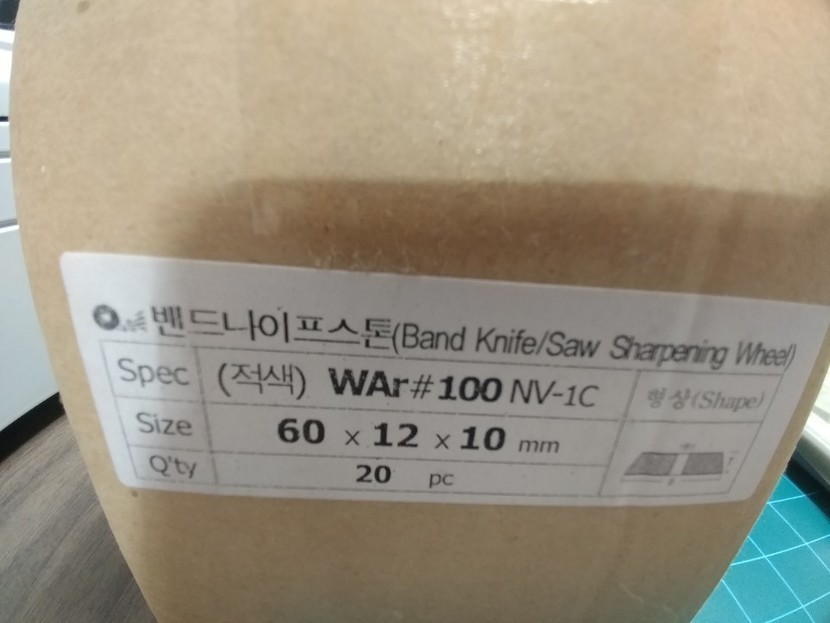 밴드나이프스톤(Band Knife/Saw Sharpening Wheel)
Spec (적색) WAr#100 NV-1C 형상(Shape)
Size 60 x 12 x 10 mm
Q'ty 20 pc